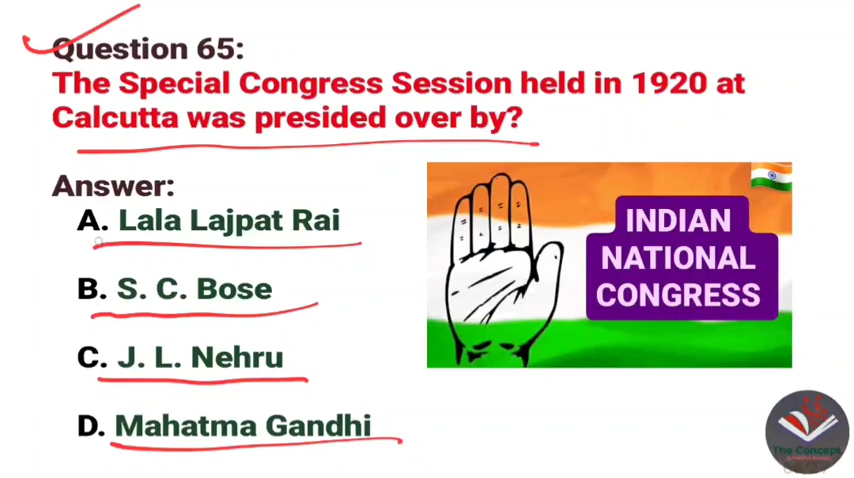 Question 65:
The Special Congress Session held in 1920 at
Calcutta was presided over by?
Answer:
A. Lala Lajpat Rai
B. S. C. Bose
C. J. L. Nehru
D. Mahatma Gandhi
INDIAN
NATIONAL
CONGRESS
The Concept